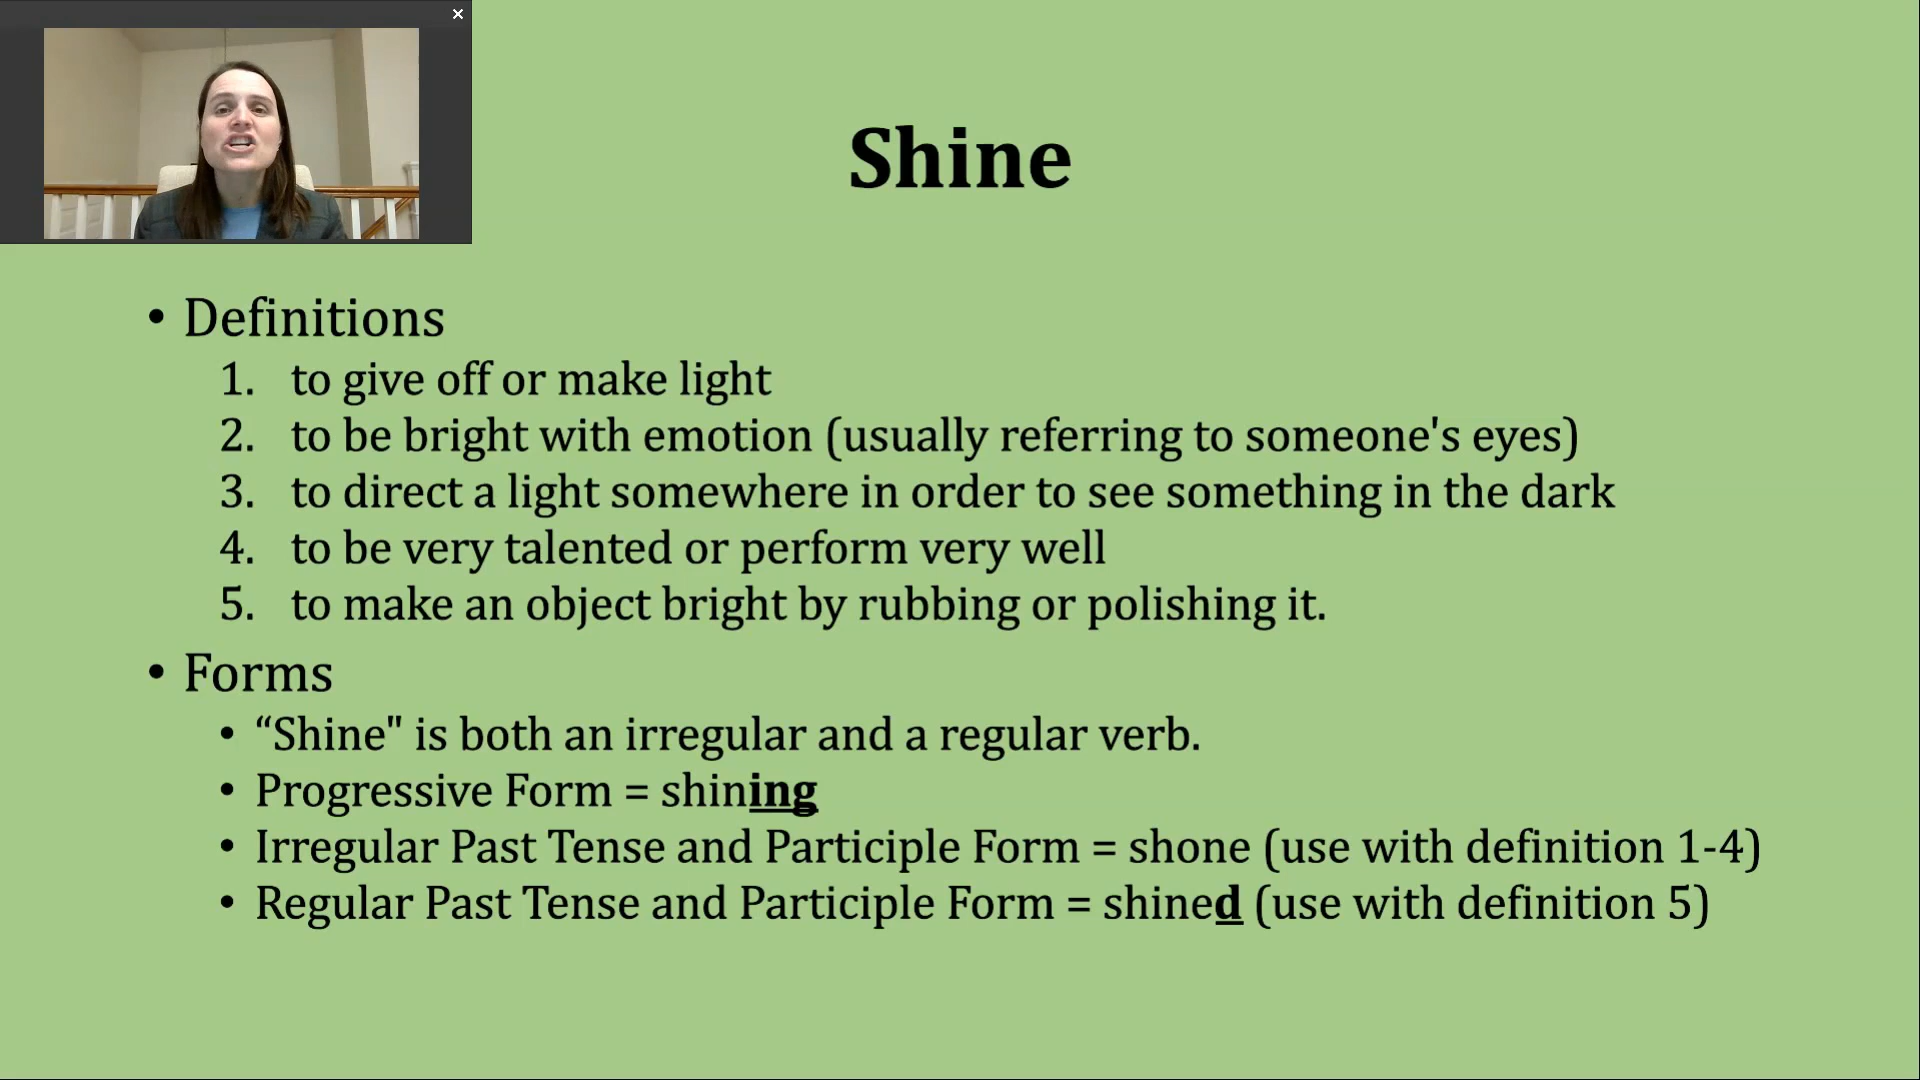 Shine
• Definitions
1. to give off or make light
2. to be bright with emotion (usually referring to someone's eyes)
3. to direct a light somewhere in order to see something in the dark
4. to be very talented or perform very well
5. to make an object bright by rubbing or polishing it.
• Forms
• “Shine" is both an irregular and a regular verb.
• Progressive Form = shining
• Irregular Past Tense and Participle Form = shone (use with definition 1-4)
• Regular Past Tense and Participle Form = shined (use with definition 5)